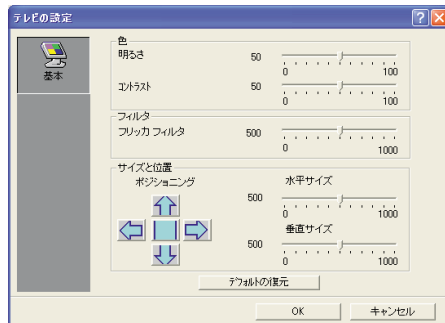 テレビの設定
基本
色
明るさ 50
0 100
コントラスト 50
0 100
フィルタ
フリッカ フィルタ 500
0 1000
サイズと位置
ポジショニング 水平サイズ
500
0 1000
垂直サイズ
500
0 1000
デフォルトの復元
OK キャンセル